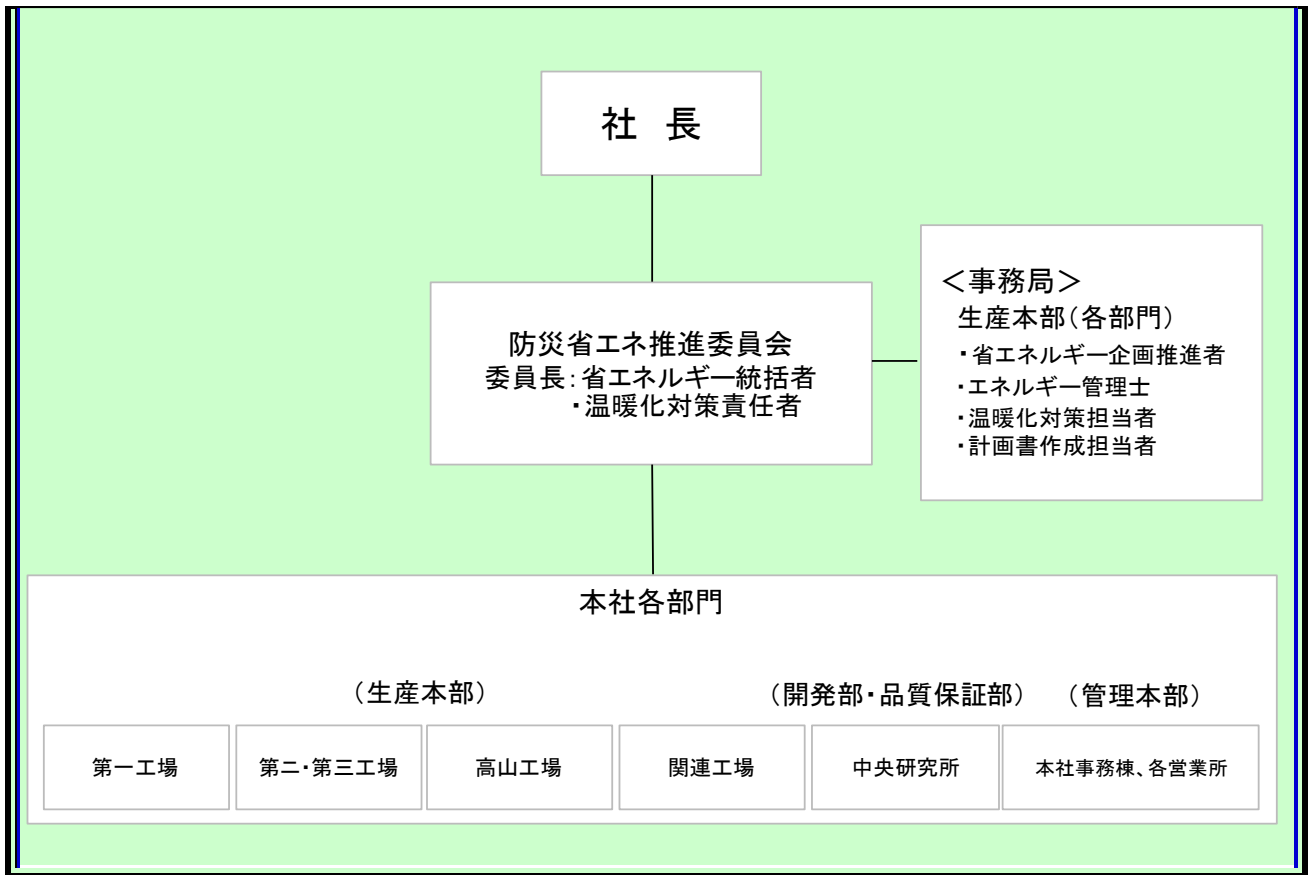 社　長
＜事務局＞
生産本部（各部門）
・省エネルギー企画推進者
・エネルギー管理士
・温暖化対策担当者
・計画書作成担当者
防災省エネ推進委員会
委員長：省エネルギー統括者
・温暖化対策責任者
本社各部門
（生産本部）
（開発部・品質保証部）
（管理本部）
第一工場
第二・第三工場
高山工場
関連工場
中央研究所
本社事務棟、各営業所